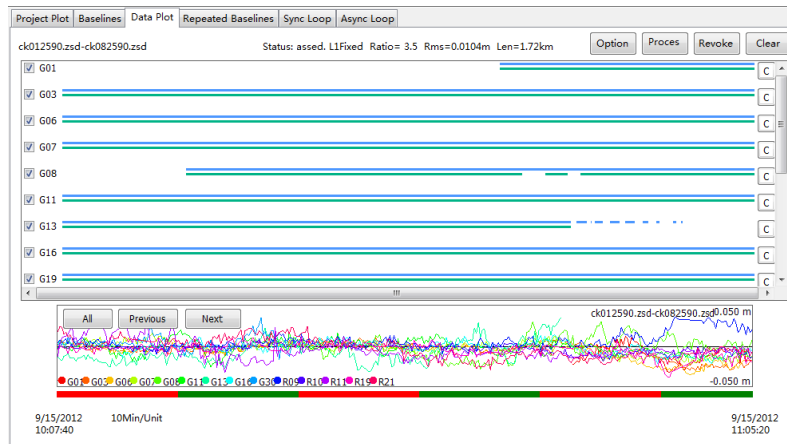 Project Plot Baselines Data Plot Repeated Baselines Sync Loop Async Loop
ck012590.zsd-ck082590.zsd Status: assed. L1Fixed Ratio= 3.5 Rms=0.0104m Len=1.72km Option Proces Revoke Clear
G01 C
G03 C
G06 C
G07 C
G08 C
G11 C
G13 C
G16 C
G19 C
All Previous Next ck012590.zsd-ck082590.zsd 0.050 m
G01 G03 G06 G07 G08 G11 G13 G16 G30 R09 R10 R11 R19 R21 -0.050 m
9/15/2012 10Min/Unit 9/15/2012
10:07:40 11:05:20